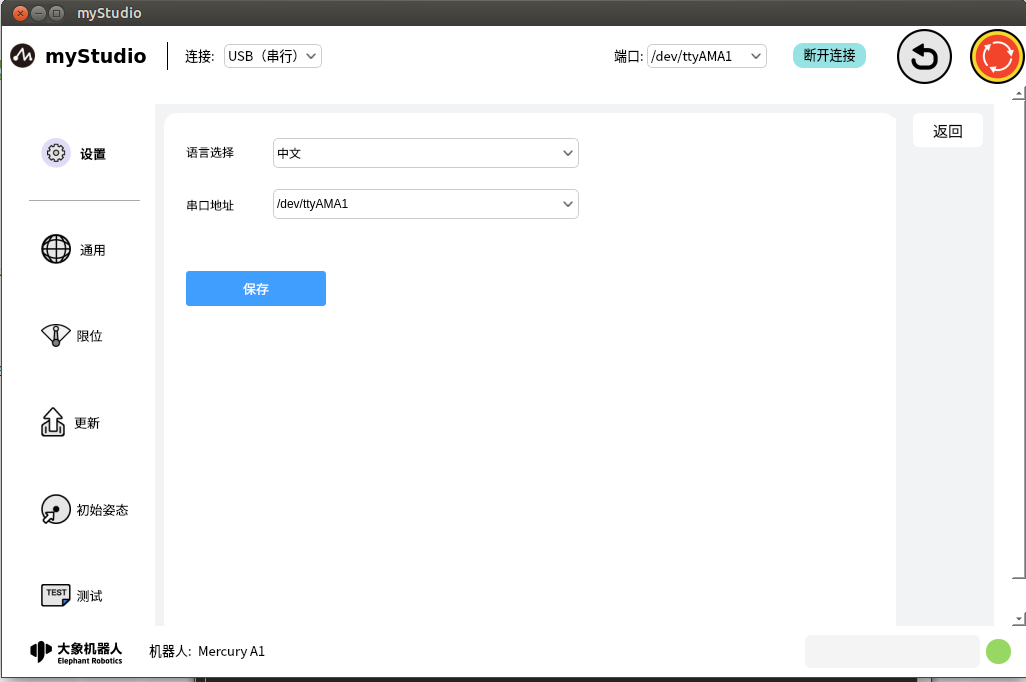 myStudio
myStudio 连接: USB（串行） 端口: /dev/ttyAMA1 断开连接
返回
设置
语言选择 中文
串口地址 /dev/ttyAMA1
通用
保存
限位
更新
初始姿态
TEST 测试
大象机器人
Elephant Robotics
机器人: Mercury A1